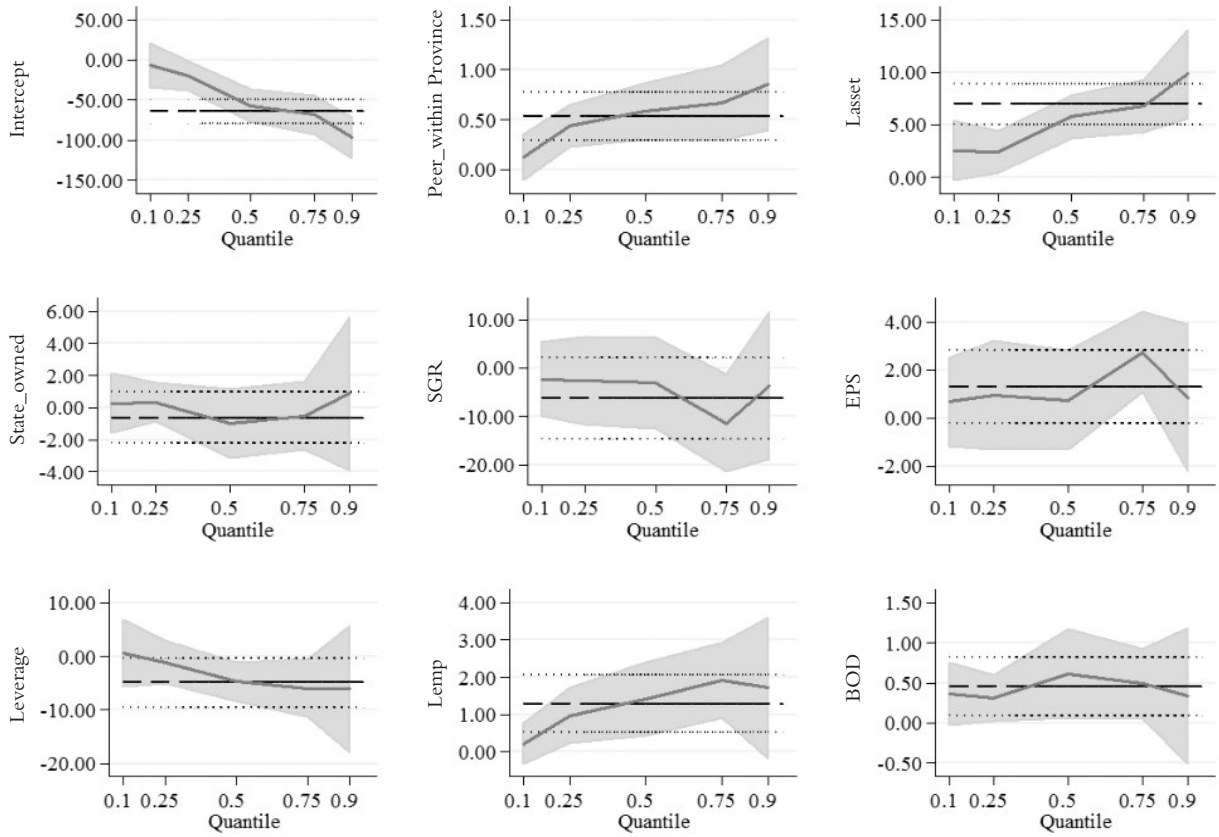 Intercept
50.00
0.00
-50.00
-100.00
-150.00
0.1 0.25 0.5 0.75 0.9
Quantile
Peer_within Province
1.50
1.00
0.50
0.00
0.1 0.25 0.5 0.75 0.9
Quantile
Lasset
15.00
10.00
5.00
0.00
0.1 0.25 0.5 0.75 0.9
Quantile
State_owned
6.00
4.00
2.00
0.00
-2.00
-4.00
0.1 0.25 0.5 0.75 0.9
Quantile
SGR
10.00
0.00
-10.00
-20.00
0.1 0.25 0.5 0.75 0.9
Quantile
EPS
4.00
2.00
0.00
-2.00
0.1 0.25 0.5 0.75 0.9
Quantile
Leverage
10.00
0.00
-10.00
-20.00
0.1 0.25 0.5 0.75 0.9
Quantile
Lemp
4.00
3.00
2.00
1.00
0.00
0.1 0.25 0.5 0.75 0.9
Quantile
BOD
1.50
1.00
0.50
0.00
-0.50
0.1 0.25 0.5 0.75 0.9
Quantile